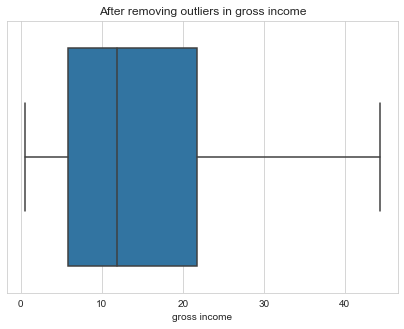 After removing outliers in gross income
0 10 20 30 40
gross income